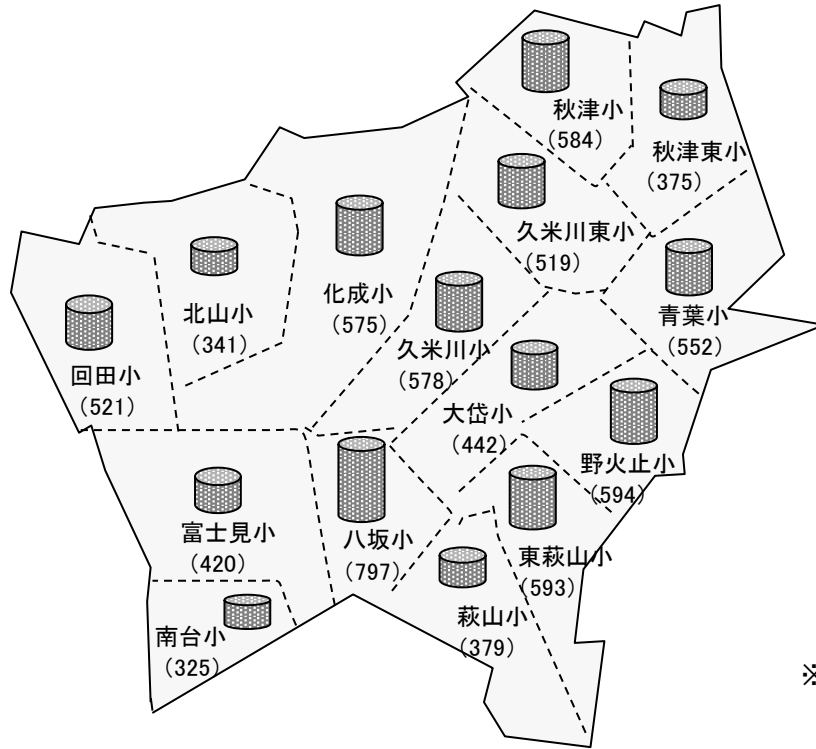 秋津小
(584)
秋津東小
(375)
久米川東小
(519)
化成小
(575)
北山小
(341)
青葉小
(552)
久米川小
(578)
回田小
(521)
大岱小
(442)
野火止小
(594)
富士見小
(420)
八坂小
(797)
東萩山小
(593)
萩山小
(379)
南台小
(325)
※